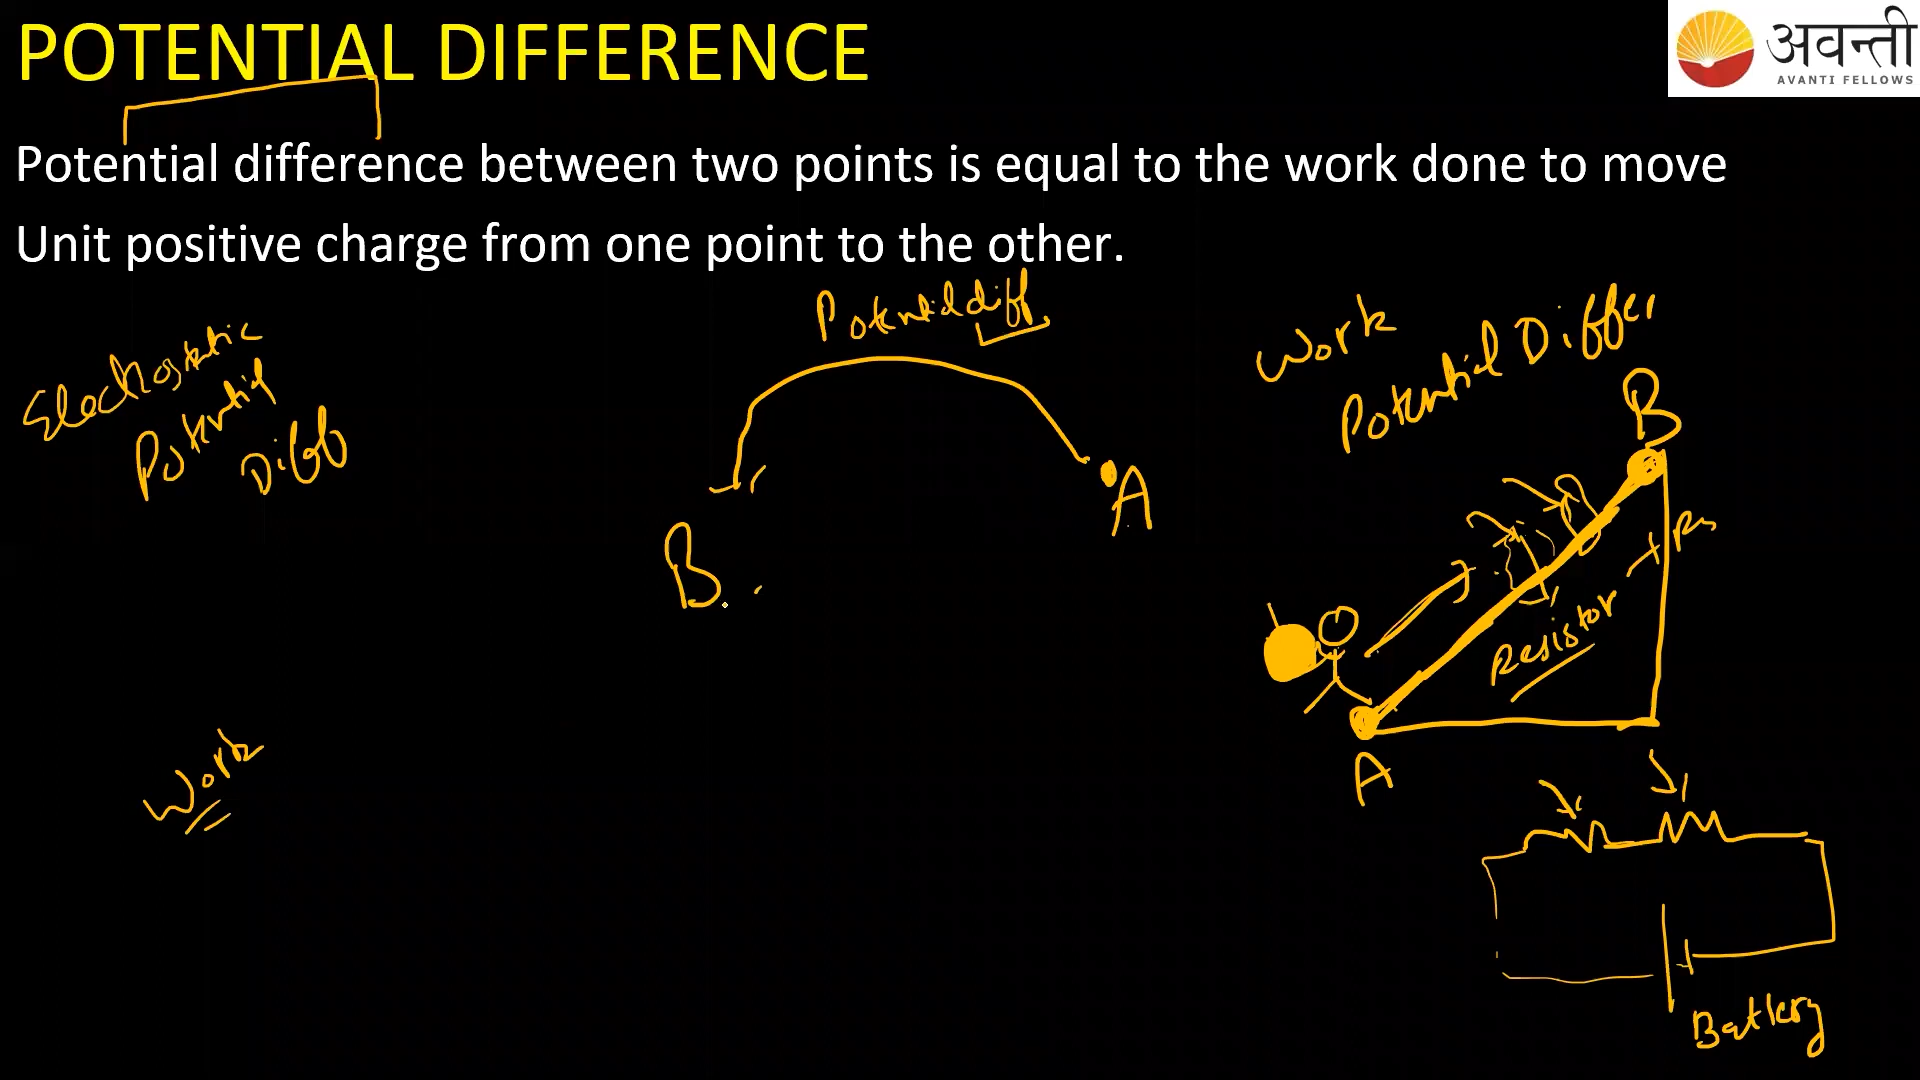 POTENTIAL DIFFERENCE
अवन्ती
AVANTI FELLOWS
Potential difference between two points is equal to the work done to move
Unit positive charge from one point to the other.
Electrostatic
Potential
Diff
Potential diff
Work
Potential Differ
B
A
B
Resistor
A
Work
Battery